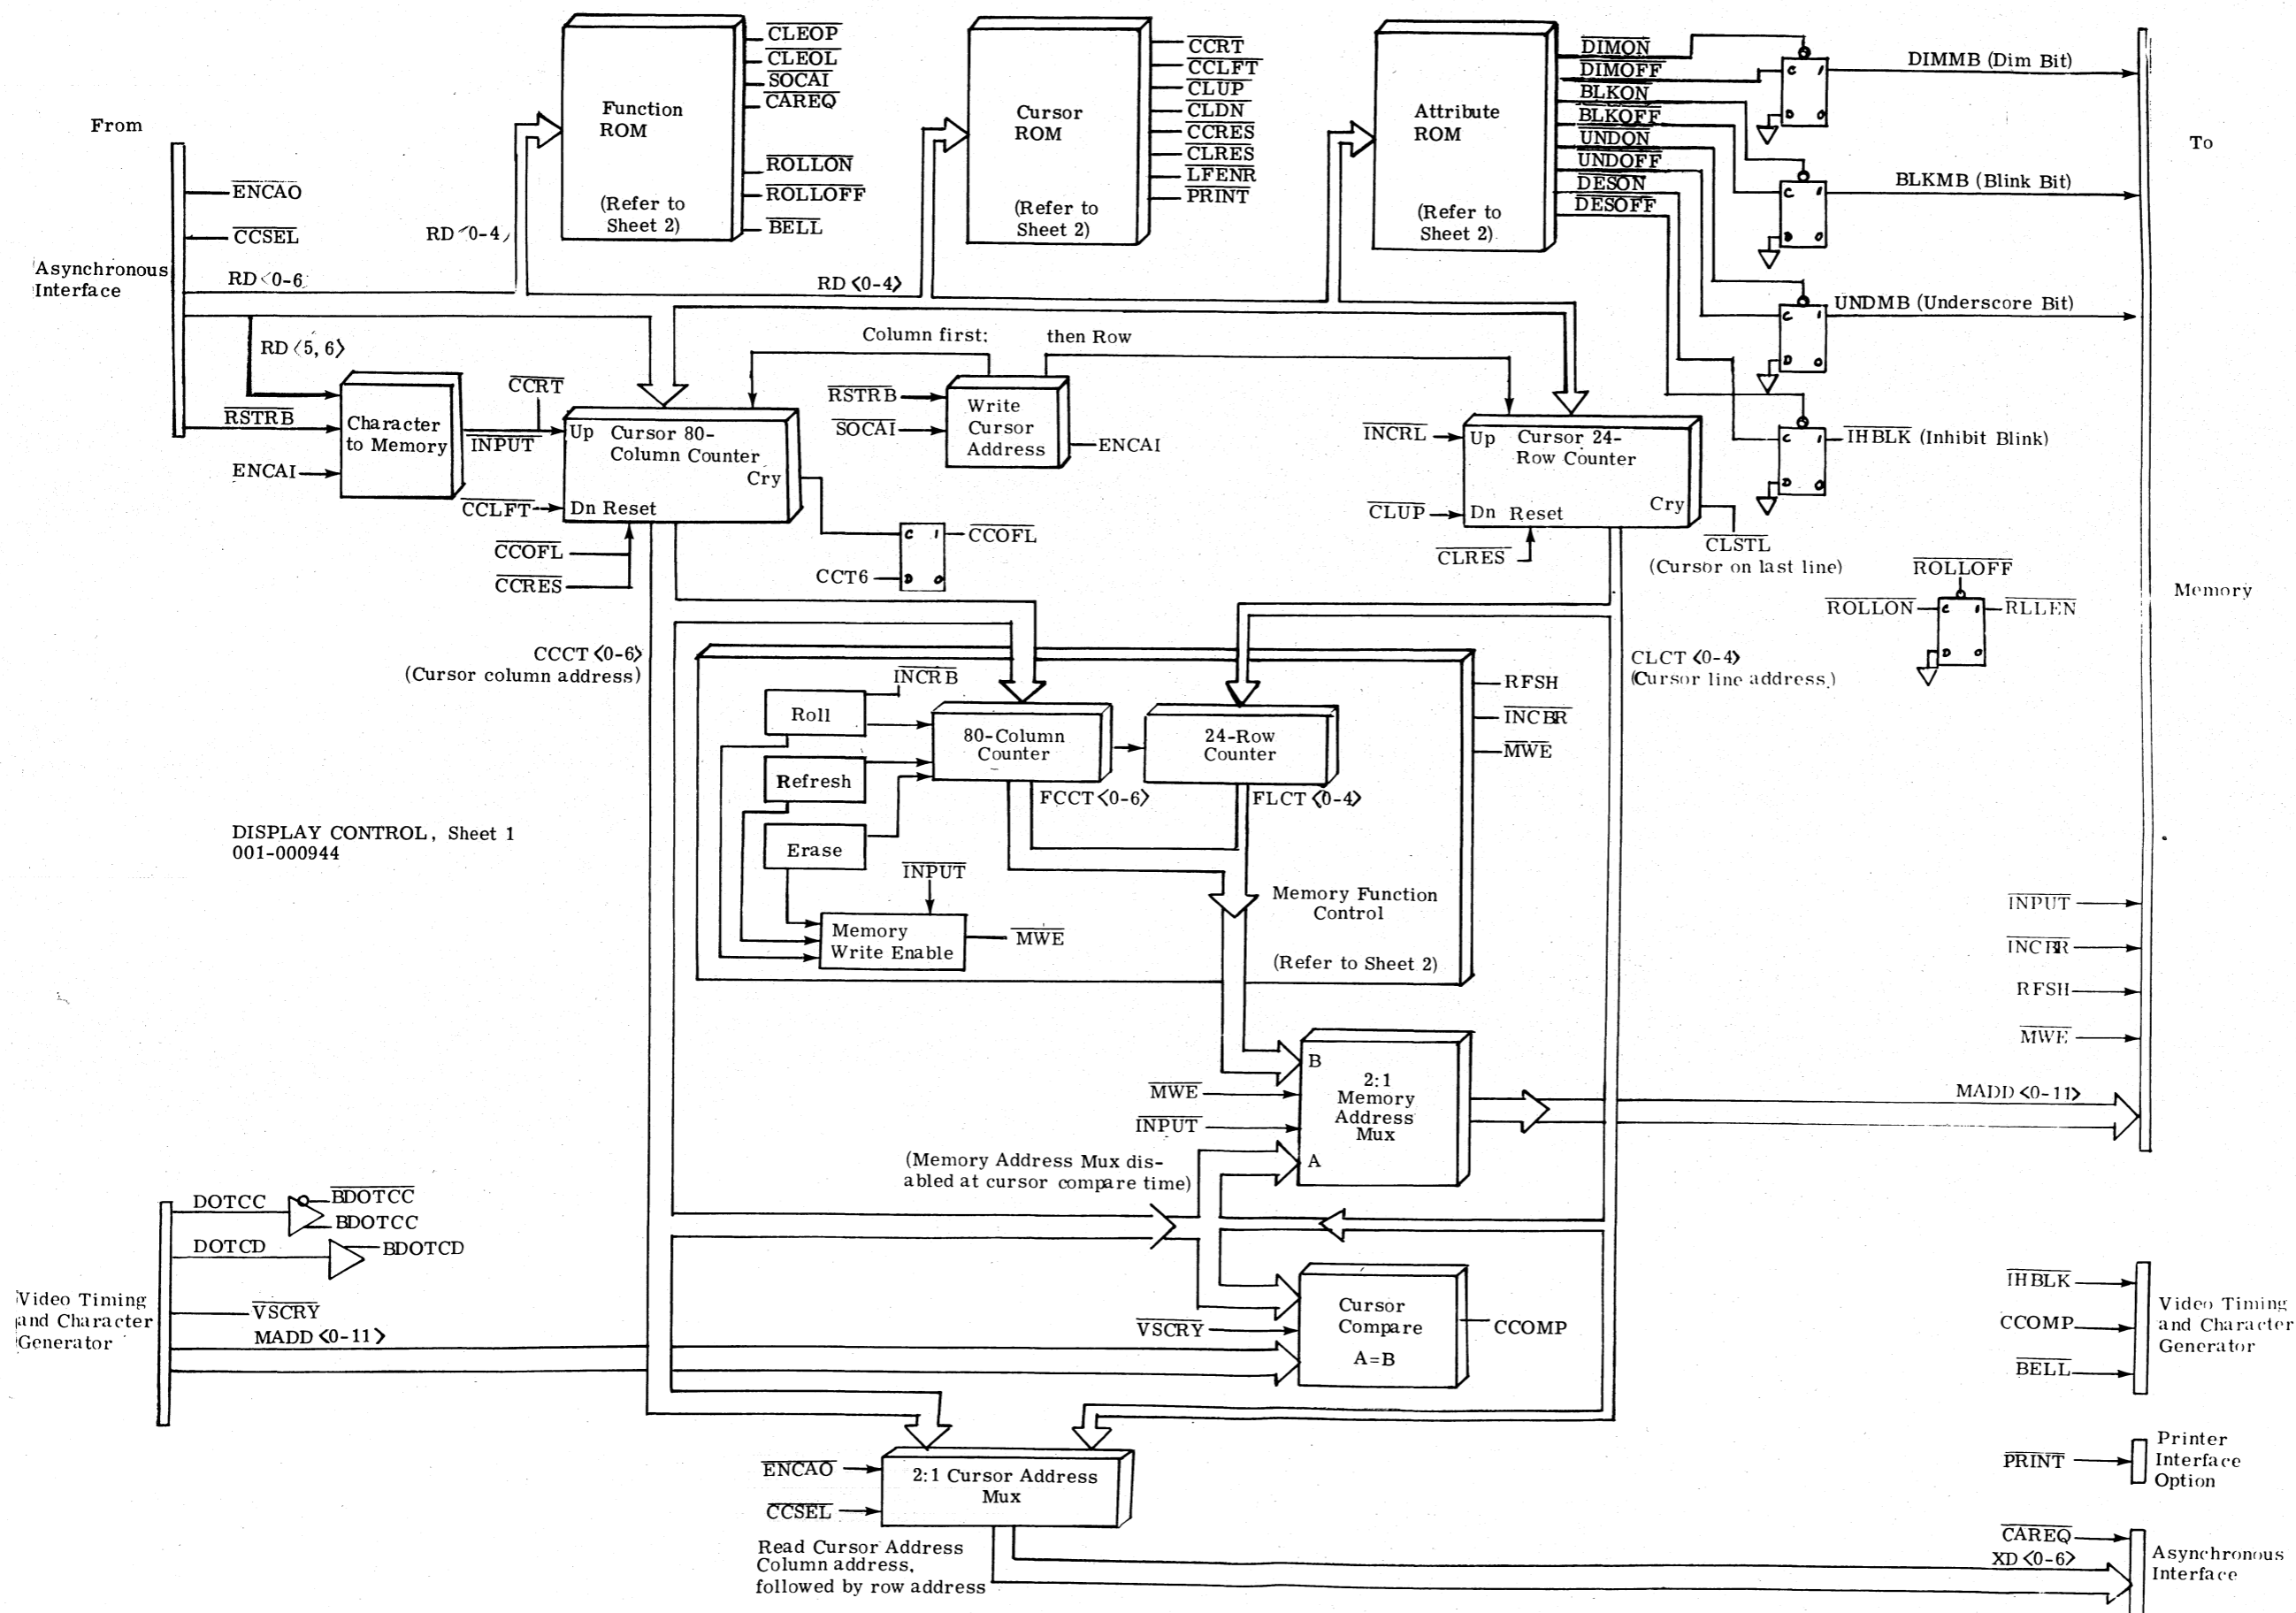 From
Asynchronous
Interface
ENCAO
CCSEL
RD<0-6
RD<5, 6>
RSTRB
ENCAI
Character
to Memory
INPUT
RD<0-4>
Function
ROM
(Refer to
Sheet 2)
CLEOP
CLEOL
SOCAI
CAREQ
ROLLON
ROLLOFF
BELL
RD<0-4>
Cursor
ROM
(Refer to
Sheet 2)
CCRT
CCLFT
CLUP
CLDN
CCRES
CLRES
LFENR
PRINT
Attribute
ROM
(Refer to
Sheet 2)
DIMON
DIMOFF
BLKON
BLKOFF
UNDON
UNDOFF
DESON
DESOFF
C 1
D 0
DIMMB (Dim Bit)
C 1
D 0
BLKMB (Blink Bit)
C 1
D 0
UNDMB (Underscore Bit)
C 1
D 0
IHBLK (Inhibit Blink)
To
Memory
CCRT
Up Cursor 80-
Column Counter
Cry
Dn Reset
CCLFT
CCOFL
CCRES
C 1
D 0
CCOFL
CCT6
Column first; then Row
RSTRB
SOCAI
Write
Cursor
Address
ENCAI
INCRL
CLUP
CLRES
Up Cursor 24-
Row Counter
Cry
Dn Reset
CLSTL
(Cursor on last line)
ROLLOFF
ROLLON
C 1
D 0
RLLEN
CCCT<0-6>
(Cursor column address)
CLCT<0-4>
(Cursor line address.)
INCRB
Roll
Refresh
Erase
80-Column
Counter
24-Row
Counter
FCCT<0-6>
FLCT<0-4>
INPUT
Memory
Write Enable
MWE
Memory Function
Control
(Refer to Sheet 2)
RFSH
INCBR
MWE
DISPLAY CONTROL, Sheet 1
001-000944
INPUT
INCBR
RFSH
MWE
MADD<0-11>
B
2:1
Memory
Address
Mux
A
MWE
INPUT
(Memory Address Mux dis-
abled at cursor compare time)
DOTCC
BDOTCC
BDOTCC
DOTCD
BDOTCD
Video Timing
and Character
Generator
VSCRY
MADD<0-11>
VSCRY
Cursor
Compare
A=B
CCOMP
IHBLK
CCOMP
BELL
Video Timing
and Character
Generator
PRINT
Printer
Interface
Option
ENCAO
CCSEL
2:1 Cursor Address
Mux
Read Cursor Address
Column address,
followed by row address
CAREQ
XD<0-6>
Asynchronous
Interface